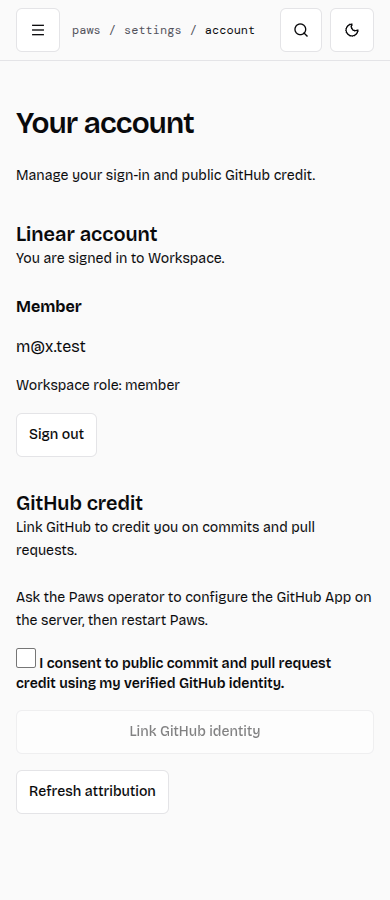 paws / settings / account
Your account
Manage your sign-in and public GitHub credit.
Linear account
You are signed in to Workspace.
Member
m@x.test
Workspace role: member
Sign out
GitHub credit
Link GitHub to credit you on commits and pull
requests.
Ask the Paws operator to configure the GitHub App on
the server, then restart Paws.
I consent to public commit and pull request
credit using my verified GitHub identity.
Link GitHub identity
Refresh attribution